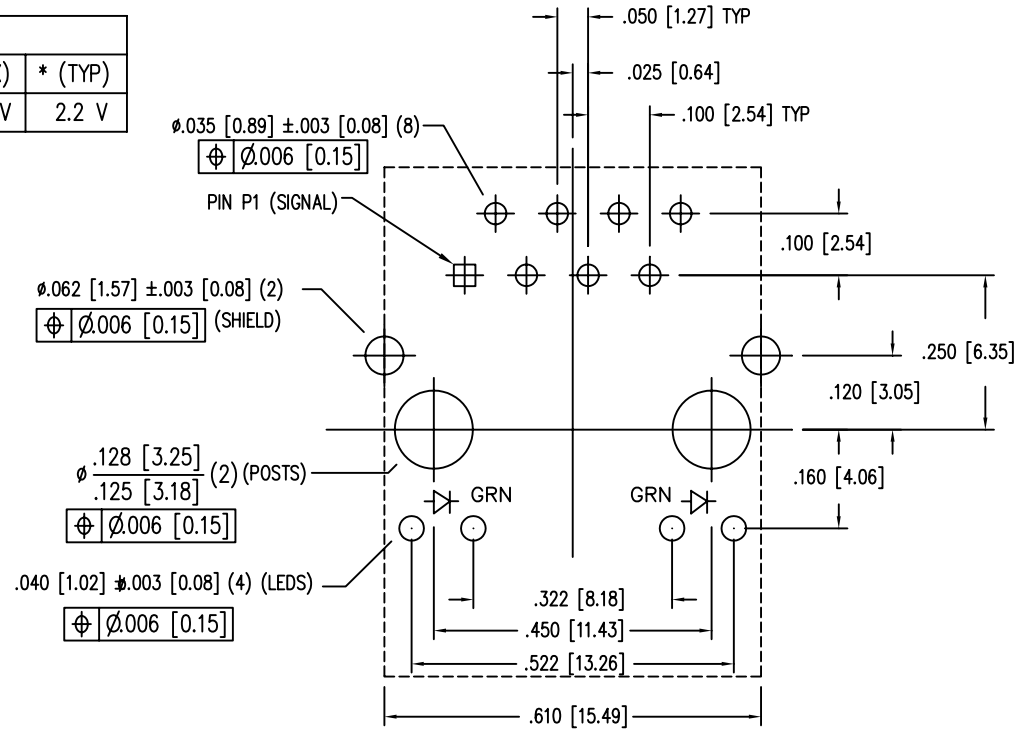 .050 [1.27] TYP
) * (TYP)
.025 [0.64]
V 2.2 V
.100 [2.54] TYP
ø.035 [0.89] ±.003 [0.08] (8)
⌖ Ø.006 [0.15]
PIN P1 (SIGNAL)
.100 [2.54]
ø.062 [1.57] ±.003 [0.08] (2)
⌖ Ø.006 [0.15] (SHIELD)
.250 [6.35]
.120 [3.05]
ø .128 [3.25]
.125 [3.18] (2) (POSTS)
.160 [4.06]
GRN GRN
⌖ Ø.006 [0.15]
.040 [1.02] ±.003 [0.08] (4) (LEDS)
.322 [8.18]
⌖ Ø.006 [0.15]
.450 [11.43]
.522 [13.26]
.610 [15.49]